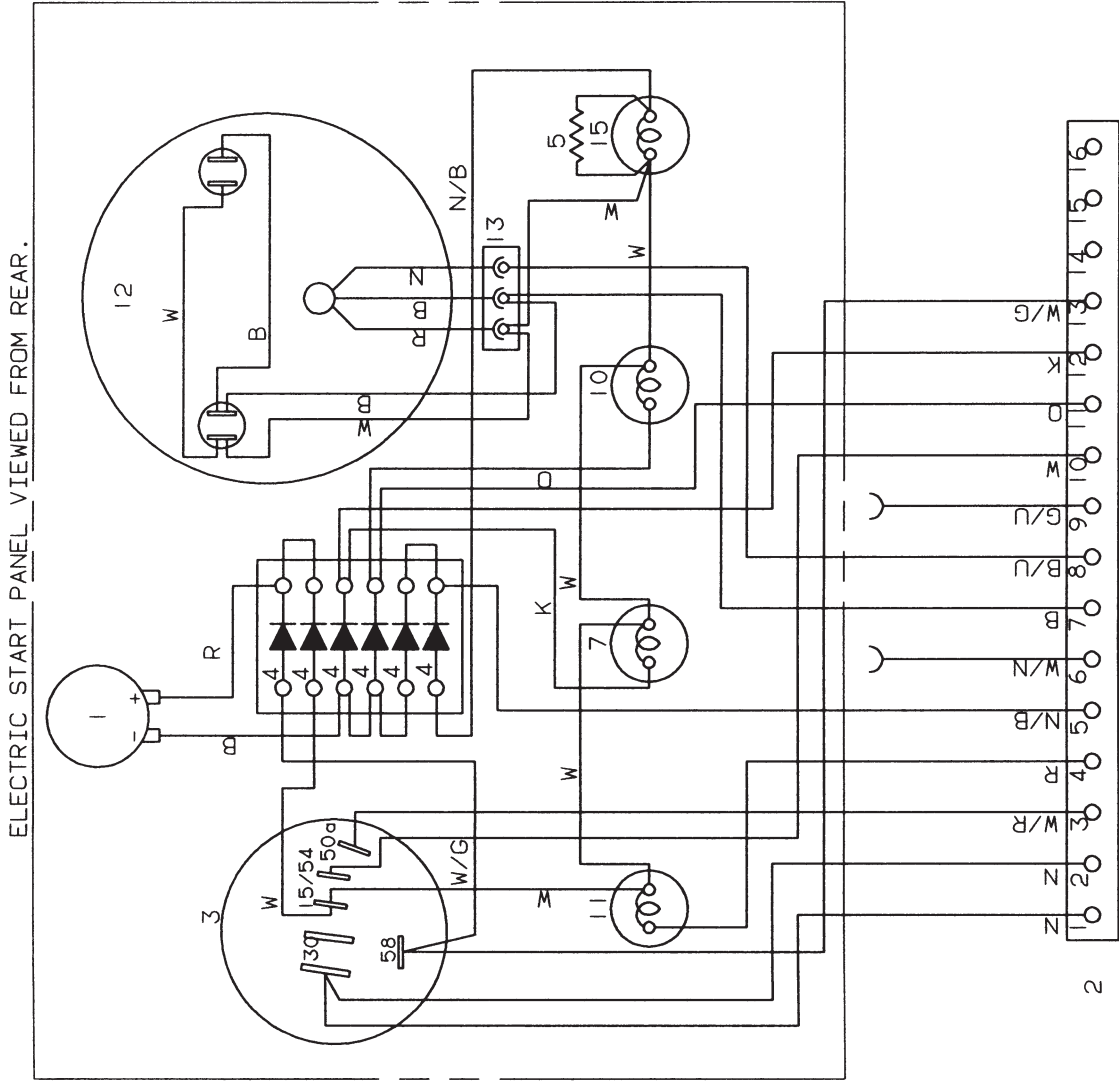 ELECTRIC START PANEL VIEWED FROM REAR.
12
W
B
N
B
R
B
W
N/B
13
5
15
W
W
10
O
1
+
-
R
B
4
4
4
4
4
4
K
W
7
W
3
W
15/54
50a
30
58
W/G
W
11
N
N
W/R
R
N/B
W/N
B
B/U
G/U
W
O
K
W/G
1
2
3
4
5
6
7
8
9
10
11
12
13
14
15
16
2